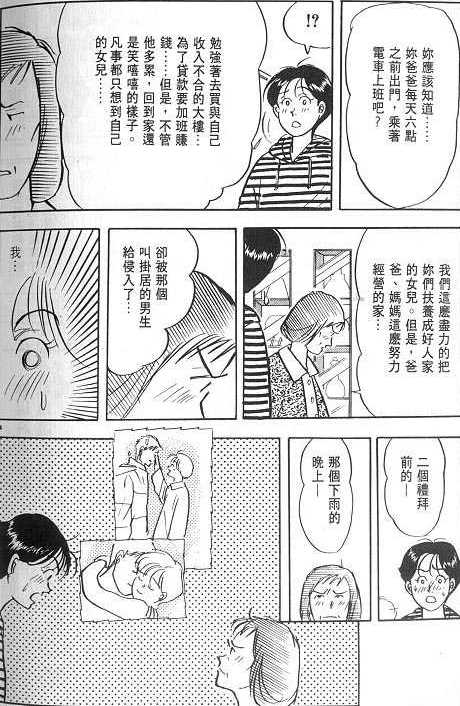 妳應該知道……
妳爸爸每天六點
之前出門，乘著
電車上班吧？
!?
勉強著去買與自己
收入不合的大樓…
為了貸款要加班賺
錢……但是，不管
他多累，回到家還
是笑嘻嘻的樣子。
凡事都只想到自己
的女兒……
我們這麼盡力的把
妳們扶養成好人家
的女兒。但是，爸
爸、媽媽這麼努力
經營的家…
卻被那個
叫掛居的男生
給侵入了…
我…
二個禮拜
前的—
那個下雨的
晚上—